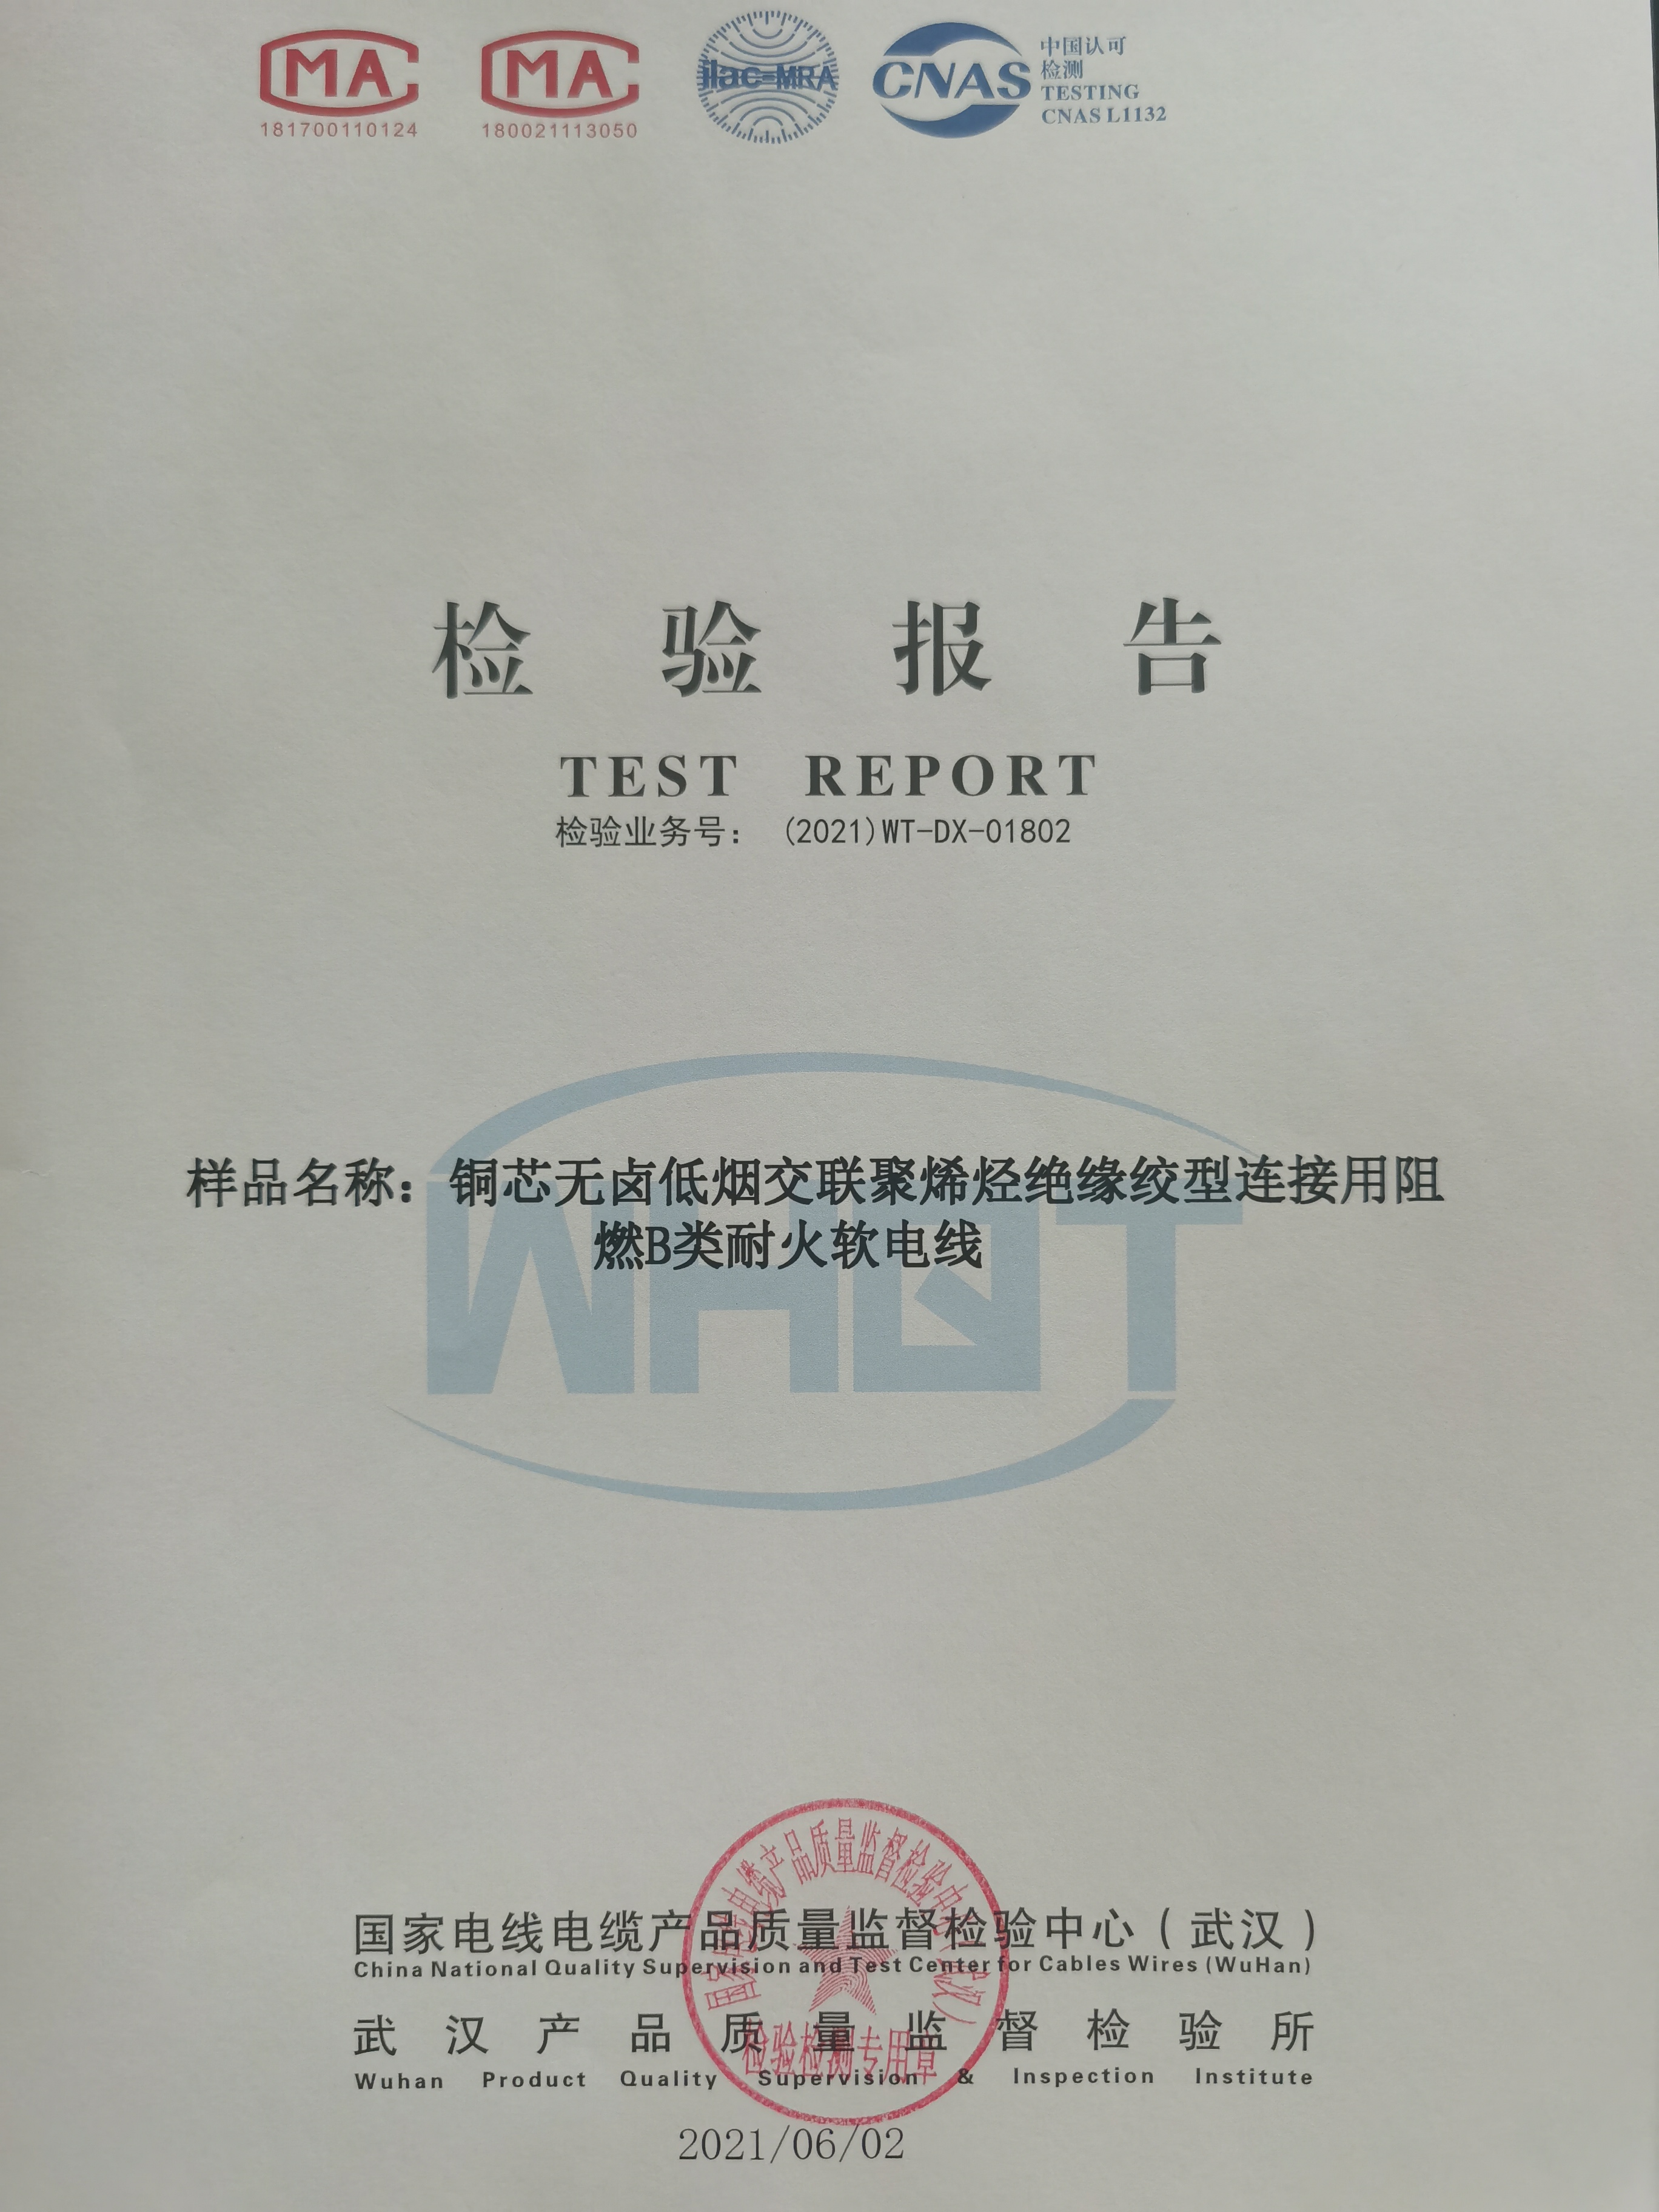 MA
181700110124
MA
180021113050
ilac-MRA
CNAS
中国认可
检测
TESTING
CNAS L1132
检验报告
TEST REPORT
检验业务号： (2021)WT-DX-01802
样品名称：铜芯无卤低烟交联聚烯烃绝缘绞型连接用阻
燃B类耐火软电线
WHQT
国家电线电缆产品质量监督检验中心（武汉）
China National Quality Supervision and Test Center for Cables Wires (WuHan)
武汉产品质量监督检验所
Wuhan Product Quality Supervision & Inspection Institute
国家电线电缆产品质量监督检验中心（武汉）
检验检测专用章
2021/06/02